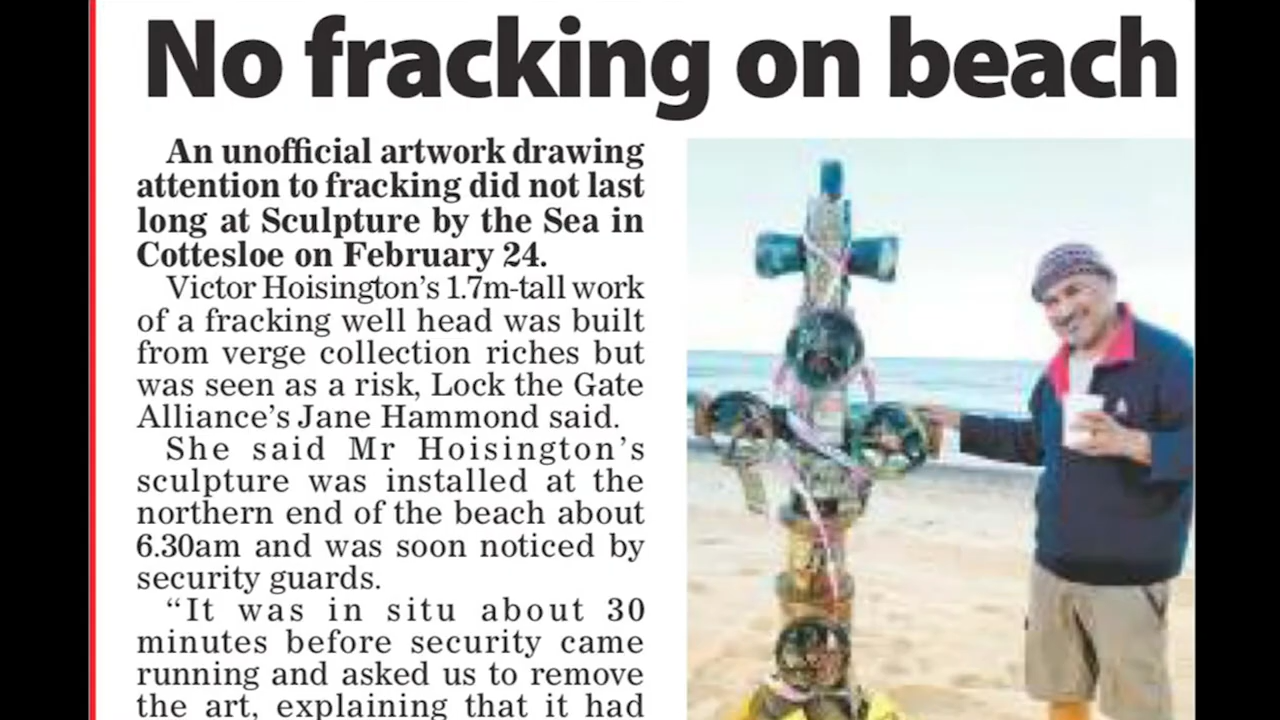 No fracking on beach
An unofficial artwork drawing
attention to fracking did not last
long at Sculpture by the Sea in
Cottesloe on February 24.
Victor Hoisington’s 1.7m-tall work
of a fracking well head was built
from verge collection riches but
was seen as a risk, Lock the Gate
Alliance’s Jane Hammond said.
She said Mr Hoisington’s
sculpture was installed at the
northern end of the beach about
6.30am and was soon noticed by
security guards.
“It was in situ about 30
minutes before security came
running and asked us to remove
the art, explaining that it had